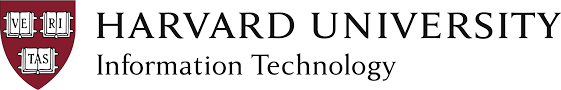 VE RI
TAS
HARVARD UNIVERSITY
Information Technology